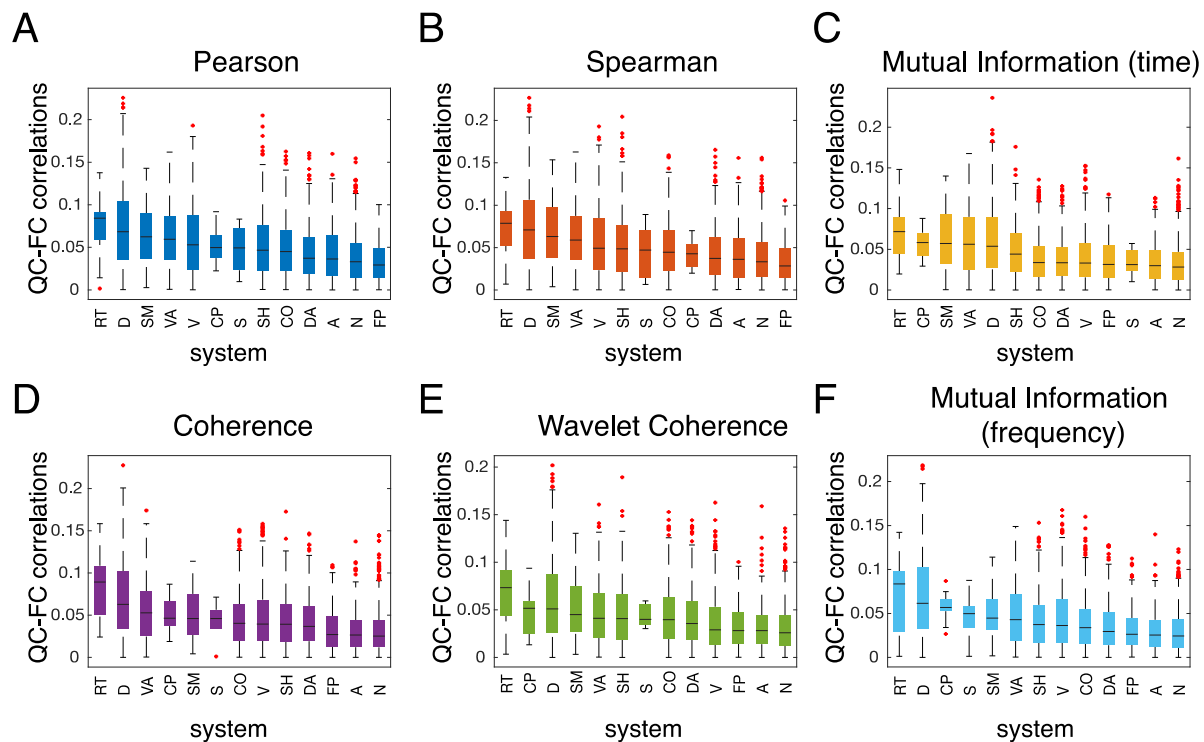 A
Pearson
QC-FC correlations
0.2
0.15
0.1
0.05
0
RT D SM VA V CP S SH CO DA A N FP
system
B
Spearman
QC-FC correlations
0.2
0.15
0.1
0.05
0
RT D SM VA V SH S CO CP DA A N FP
system
C
Mutual Information (time)
QC-FC correlations
0.2
0.15
0.1
0.05
0
RT CP SM VA D SH CO DA V FP S A N
system
D
Coherence
QC-FC correlations
0.2
0.15
0.1
0.05
0
RT D VA CP SM S CO V SH DA FP A N
system
E
Wavelet Coherence
QC-FC correlations
0.2
0.15
0.1
0.05
0
RT CP D SM VA SH S CO DA V FP A N
system
F
Mutual Information
(frequency)
QC-FC correlations
0.2
0.15
0.1
0.05
0
RT D CP S SM VA SH V CO DA FP A N
system